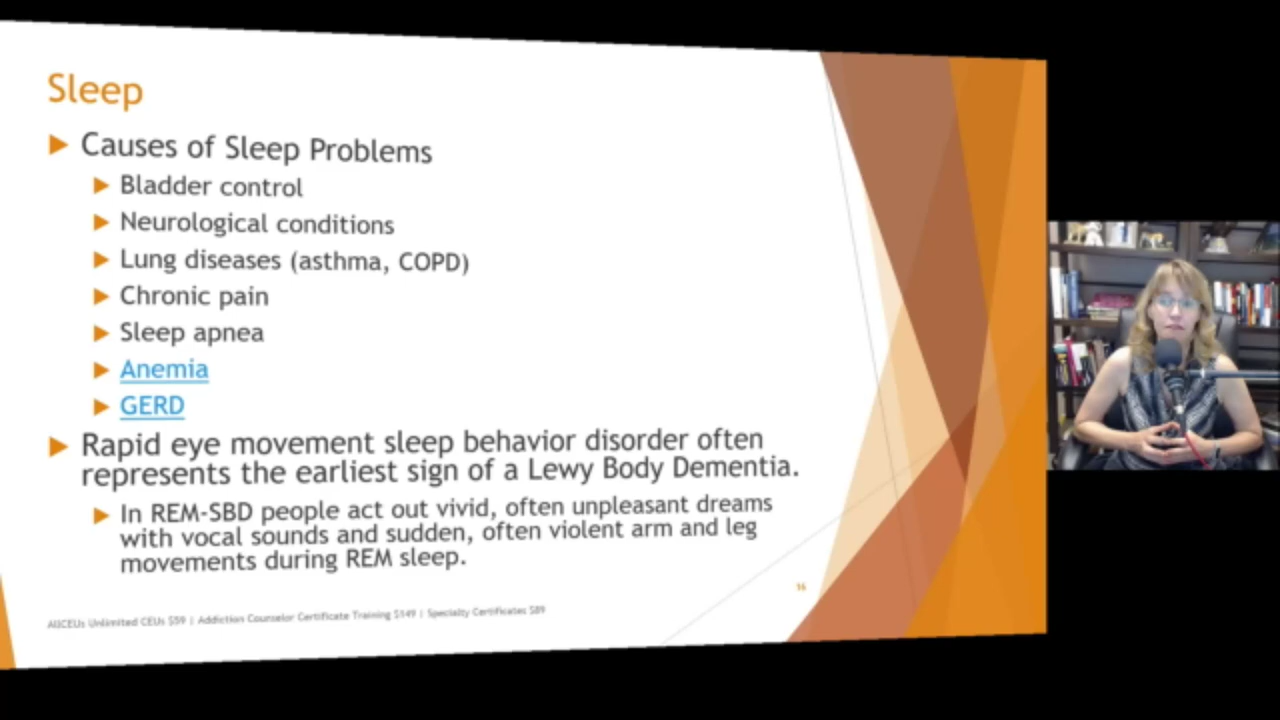 Sleep
Causes of Sleep Problems
Bladder control
Neurological conditions
Lung diseases (asthma, COPD)
Chronic pain
Sleep apnea
Anemia
GERD
Rapid eye movement sleep behavior disorder often
represents the earliest sign of a Lewy Body Dementia.
In REM-SBD people act out vivid, often unpleasant dreams
with vocal sounds and sudden, often violent arm and leg
movements during REM sleep.
16
AllCEUs Unlimited CEUs $59 | Addiction Counselor Certificate Training $149 | Specialty Certificates $89